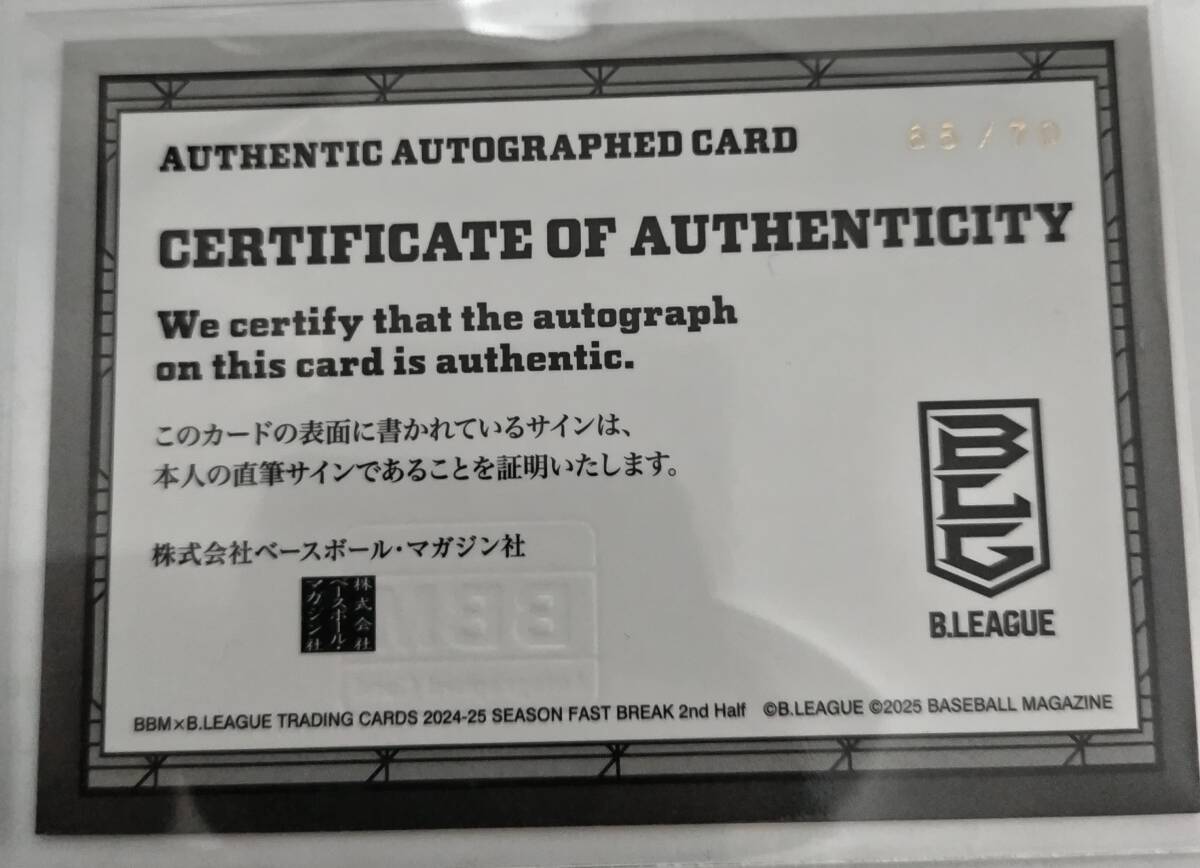 AUTHENTIC AUTOGRAPHED CARD
/70
CERTIFICATE OF AUTHENTICITY
We certify that the autograph
on this card is authentic.
このカードの表面に書かれているサインは、
本人の直筆サインであることを証明いたします。
株式会社ベースボール・マガジン社
株式会社
ベースボール・
マガジン社
BLG
B.LEAGUE
BBM×B.LEAGUE TRADING CARDS 2024-25 SEASON FAST BREAK 2nd Half ©B.LEAGUE ©2025 BASEBALL MAGAZINE